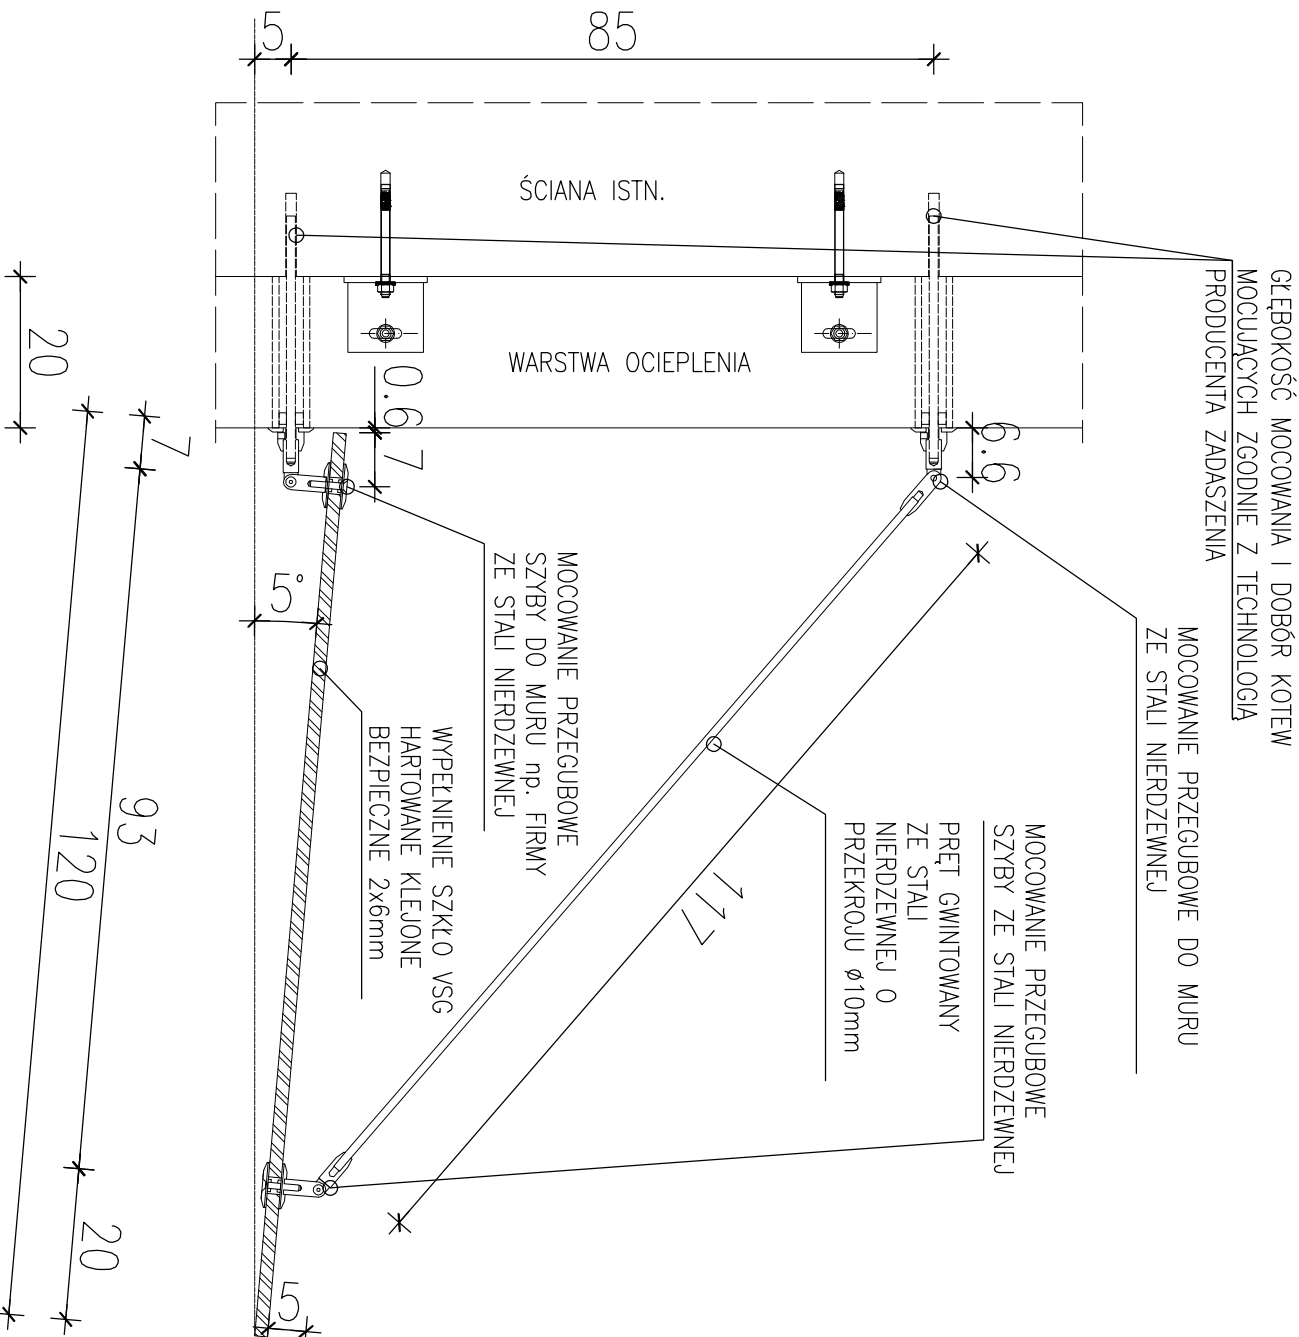 GŁĘBOKOŚĆ MOCOWANIA I DOBÓR KOTEW
MOCUJĄCYCH ZGODNIE Z TECHNOLOGIĄ
PRODUCENTA ZADASZENIA
MOCOWANIE PRZEGUBOWE DO MURU
ZE STALI NIERDZEWNEJ
MOCOWANIE PRZEGUBOWE
SZYBY ZE STALI NIERDZEWNEJ
PRĘT GWINTOWANY
ZE STALI
NIERDZEWNEJ O
PRZEKROJU ø10mm
MOCOWANIE PRZEGUBOWE
SZYBY DO MURU np. FIRMY
ZE STALI NIERDZEWNEJ
WYPEŁNIENIE SZKŁO VSG
HARTOWANE KLEJONE
BEZPIECZNE 2x6mm
ŚCIANA ISTN.
WARSTWA OCIEPLENIA
5
85
20
0.6
7
6.6
117
5°
7
93
20
120
5